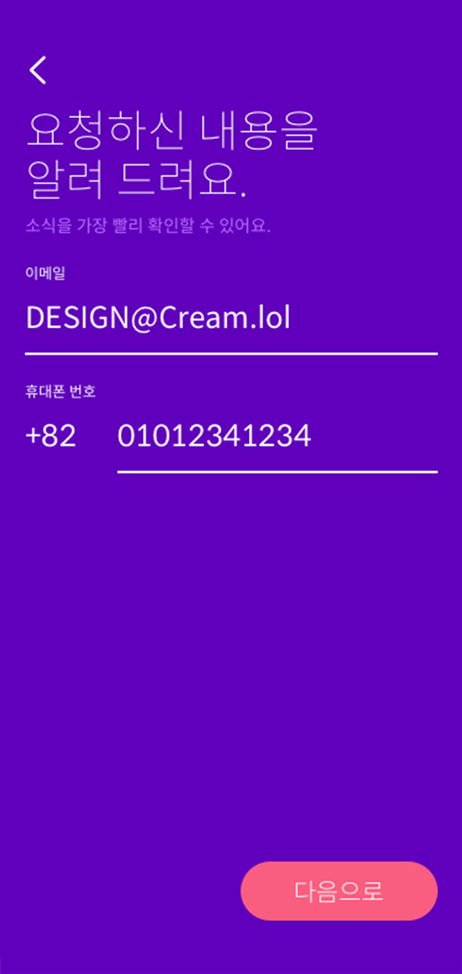 요청하신 내용을
알려 드려요.
소식을 가장 빨리 확인할 수 있어요.
이메일
DESIGN@Cream.lol
휴대폰 번호
+82 01012341234
다음으로